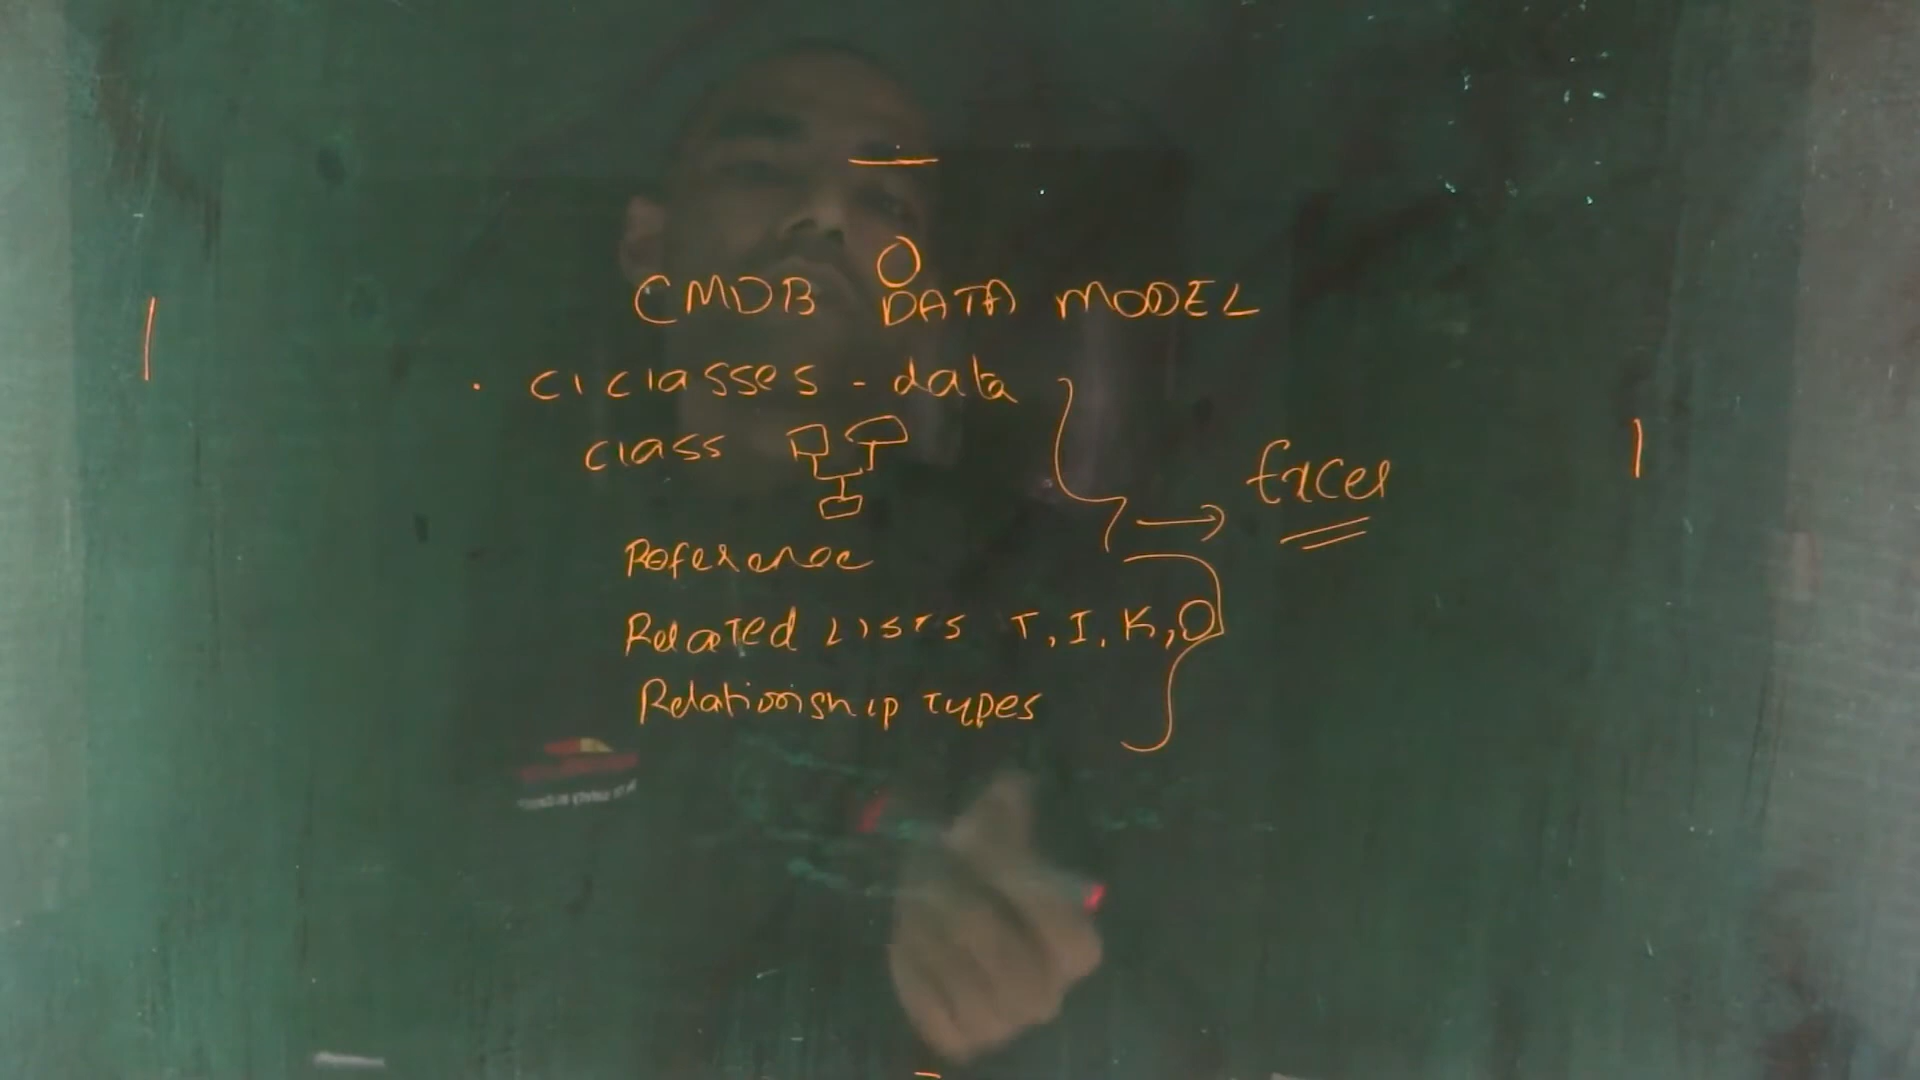 CMDB DATA MODEL
. CI Classes - data
class
Reference
Related Lists T, I, K, O
Relationship Types
Excel